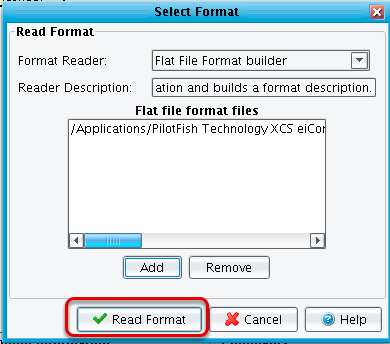 Select Format
Read Format
Format Reader: Flat File Format builder
Reader Description: ation and builds a format description.
Flat file format files
/Applications/PilotFish Technology XCS eiCor
Add Remove
Read Format Cancel Help